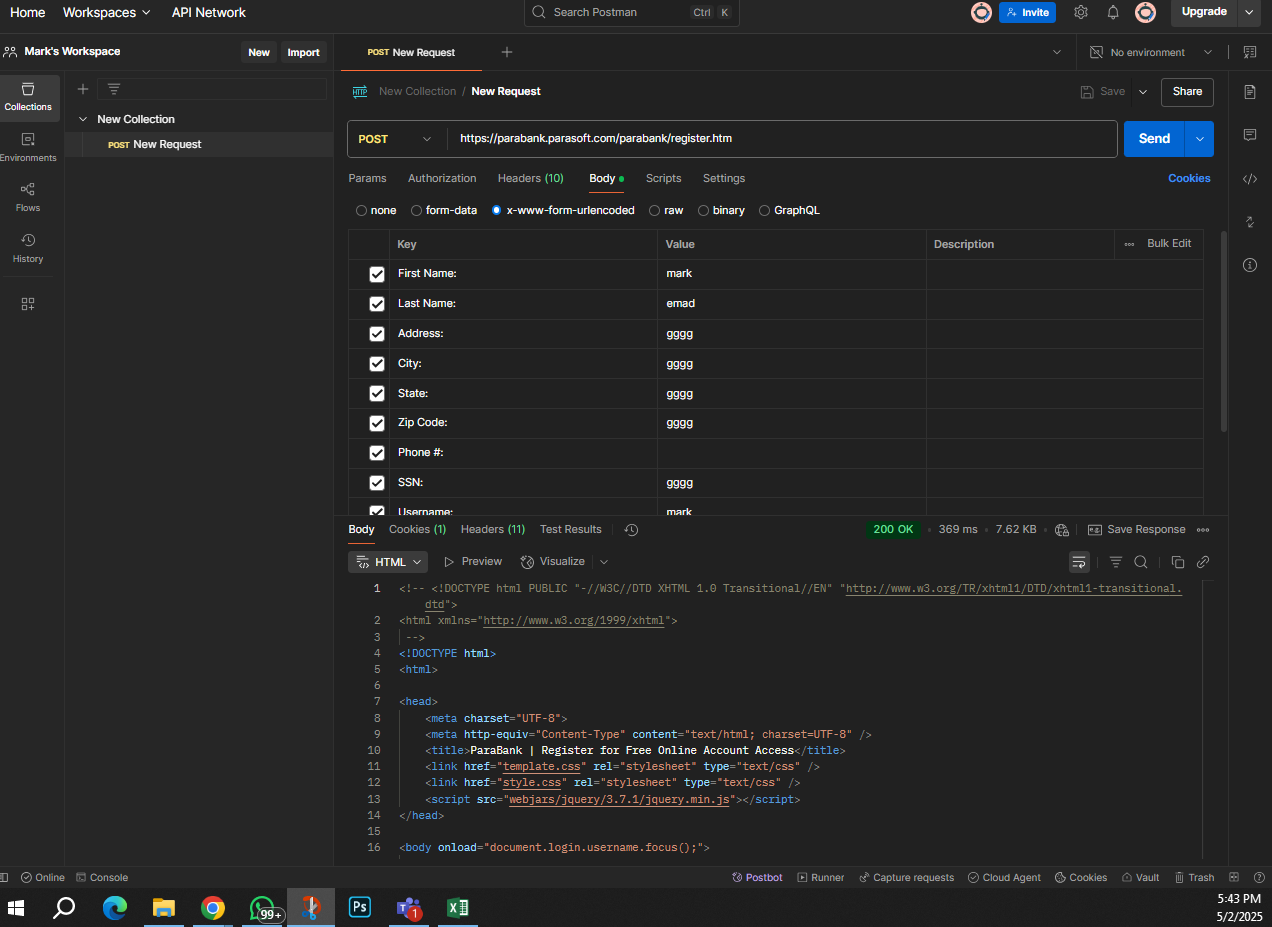 Home Workspaces API Network Search Postman Ctrl K Invite Upgrade
Mark's Workspace New Import POST New Request No environment
Collections
Environments
Flows
History
New Collection
POST New Request
HTTP New Collection / New Request Save Share
POST https://parabank.parasoft.com/parabank/register.htm Send
Params Authorization Headers (10) Body Scripts Settings Cookies
none form-data x-www-form-urlencoded raw binary GraphQL
Key Value Description Bulk Edit
First Name: mark
Last Name: emad
Address: gggg
City: gggg
State: gggg
Zip Code: gggg
Phone #:
SSN: gggg
Username: mark
Body Cookies (1) Headers (11) Test Results 200 OK 369 ms 7.62 KB Save Response
HTML Preview Visualize
1 <!-- <!DOCTYPE html PUBLIC "-//W3C//DTD XHTML 1.0 Transitional//EN" "http://www.w3.org/TR/xhtml1/DTD/xhtml1-transitional.
dtd">
2 <html xmlns="http://www.w3.org/1999/xhtml">
3 -->
4 <!DOCTYPE html>
5 <html>
6
7 <head>
8 <meta charset="UTF-8">
9 <meta http-equiv="Content-Type" content="text/html; charset=UTF-8" />
10 <title>ParaBank | Register for Free Online Account Access</title>
11 <link href="template.css" rel="stylesheet" type="text/css" />
12 <link href="style.css" rel="stylesheet" type="text/css" />
13 <script src="webjars/jquery/3.7.1/jquery.min.js"></script>
14 </head>
15
16 <body onload="document.login.username.focus();">
Online Console Postbot Runner Capture requests Cloud Agent Cookies Vault Trash
99+ Ps T 1 X
5:43 PM
5/2/2025